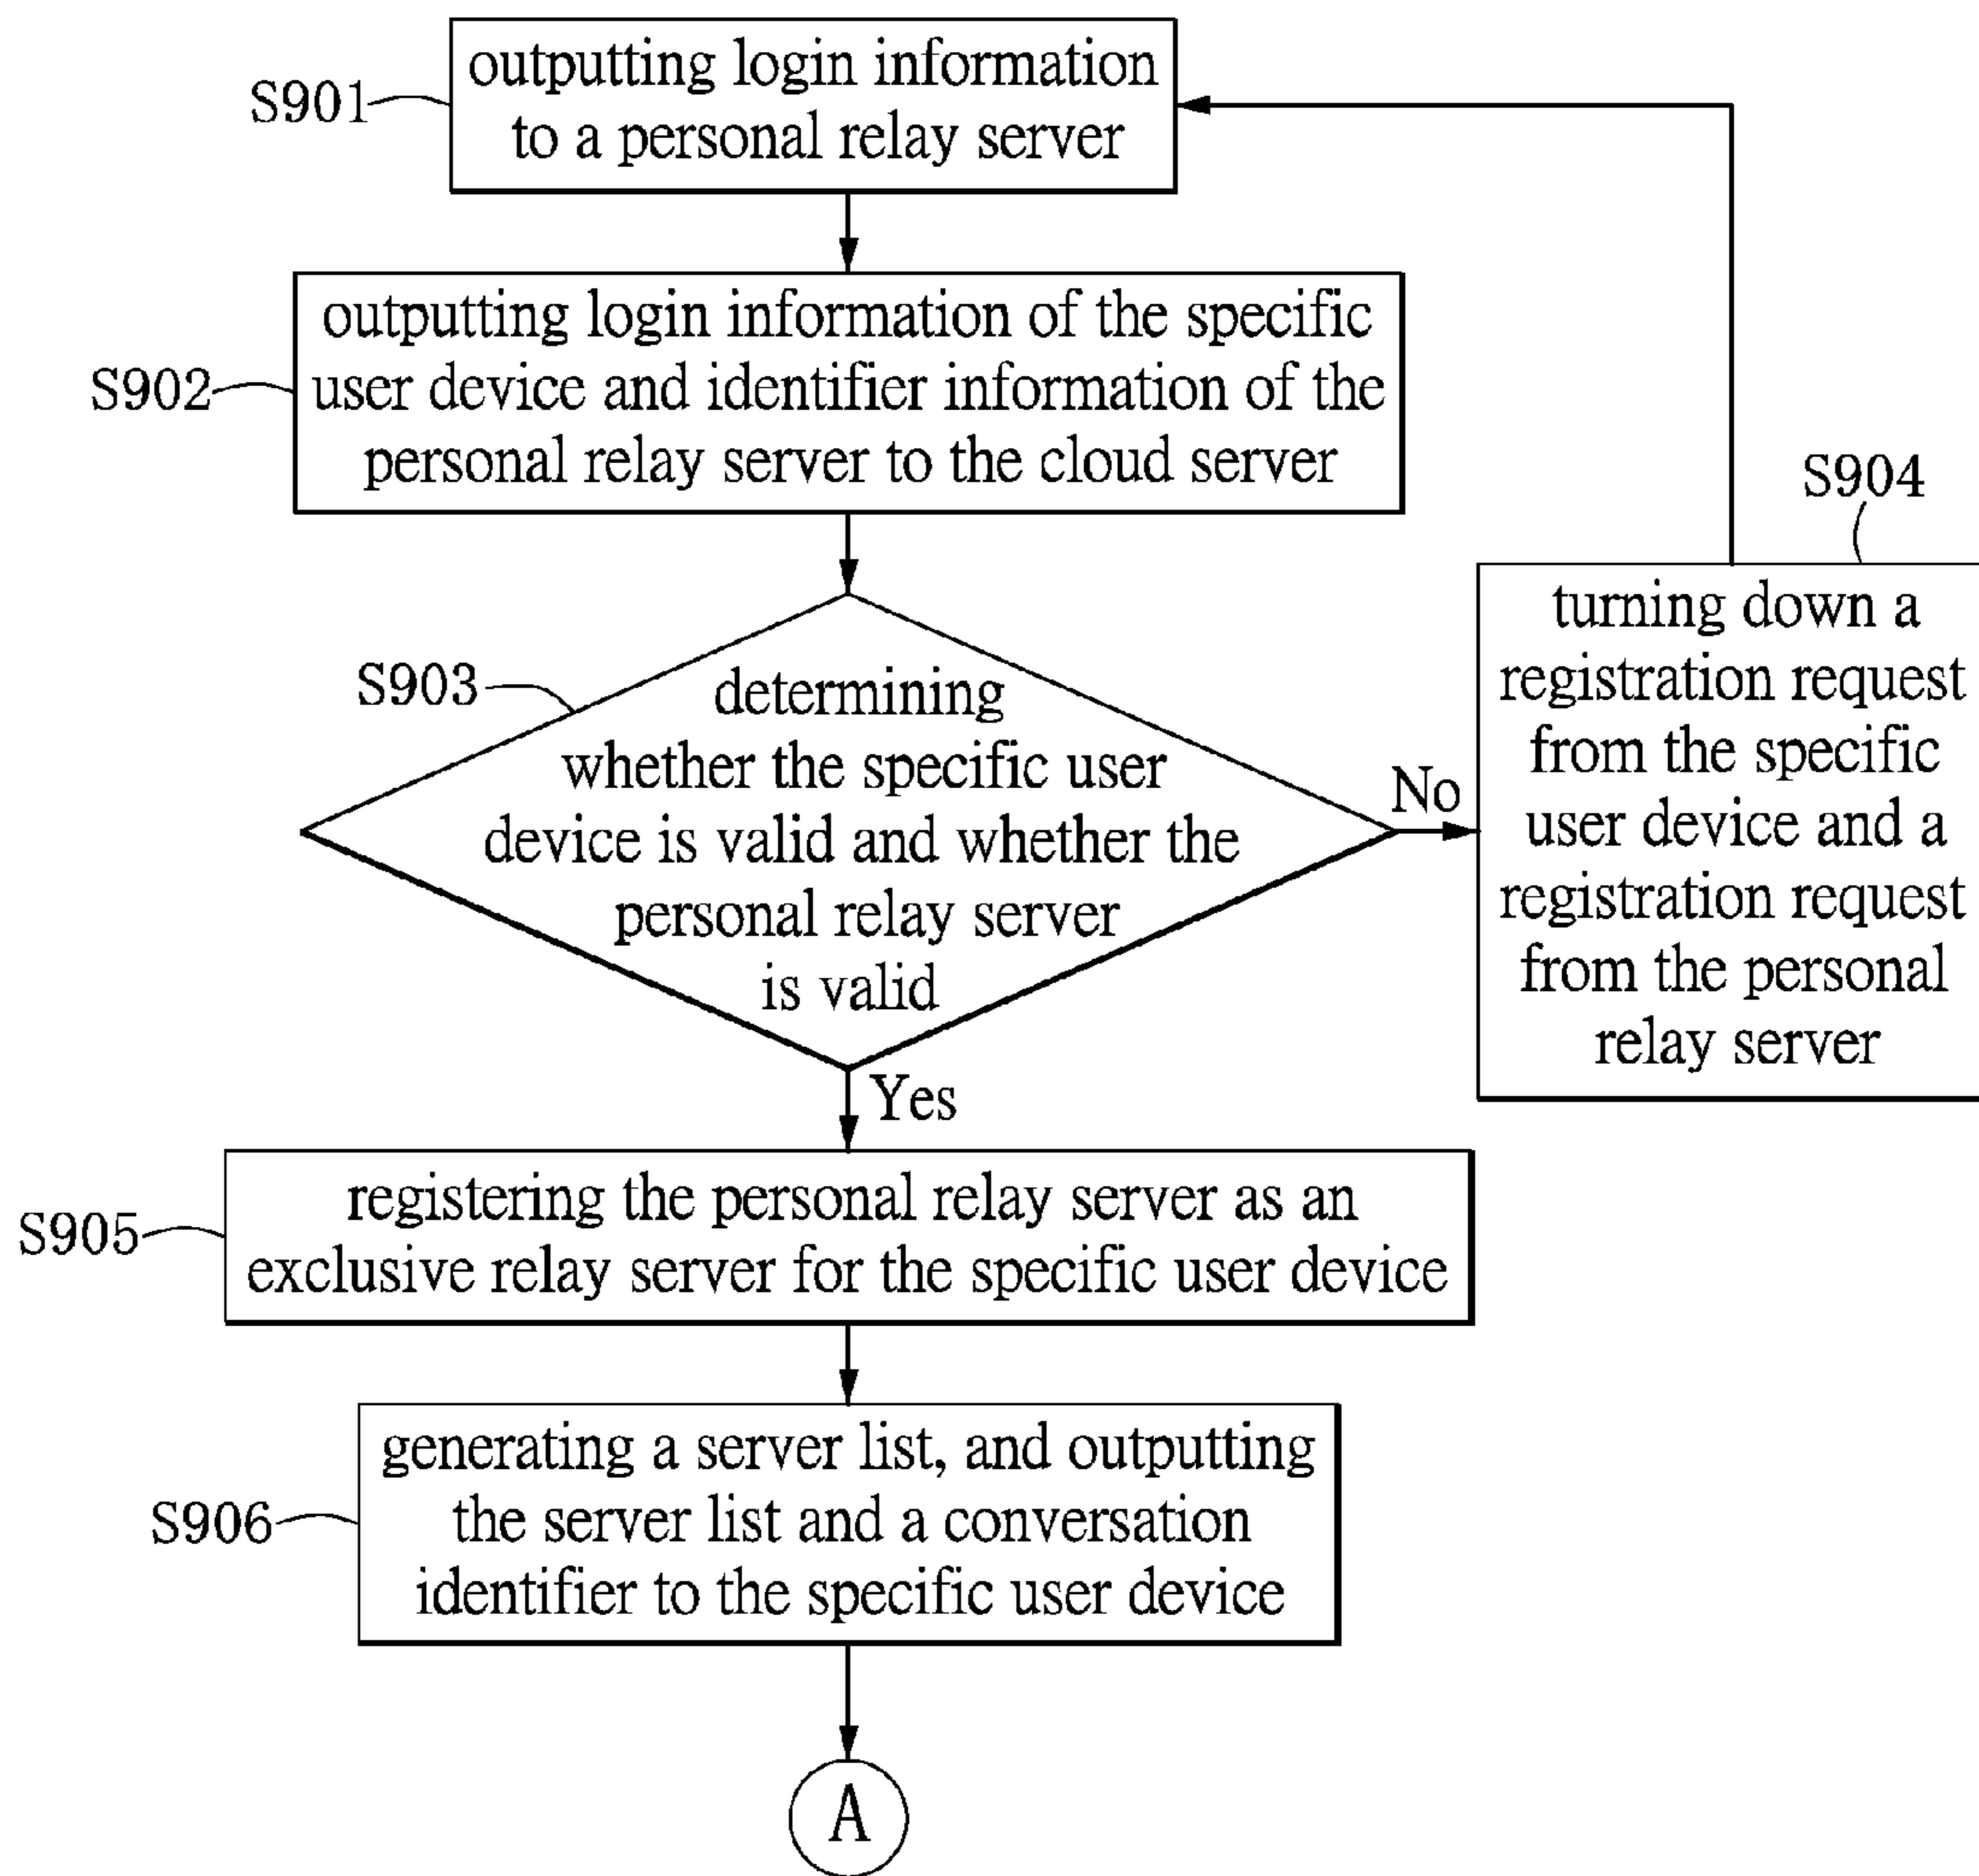 S901
outputting login information
to a personal relay server
S902
outputting login information of the specific
user device and identifier information of the
personal relay server to the cloud server
S903
determining
whether the specific user
device is valid and whether the
personal relay server
is valid
No
S904
turning down a
registration request
from the specific
user device and a
registration request
from the personal
relay server
Yes
S905
registering the personal relay server as an
exclusive relay server for the specific user device
S906
generating a server list, and outputting
the server list and a conversation
identifier to the specific user device
A